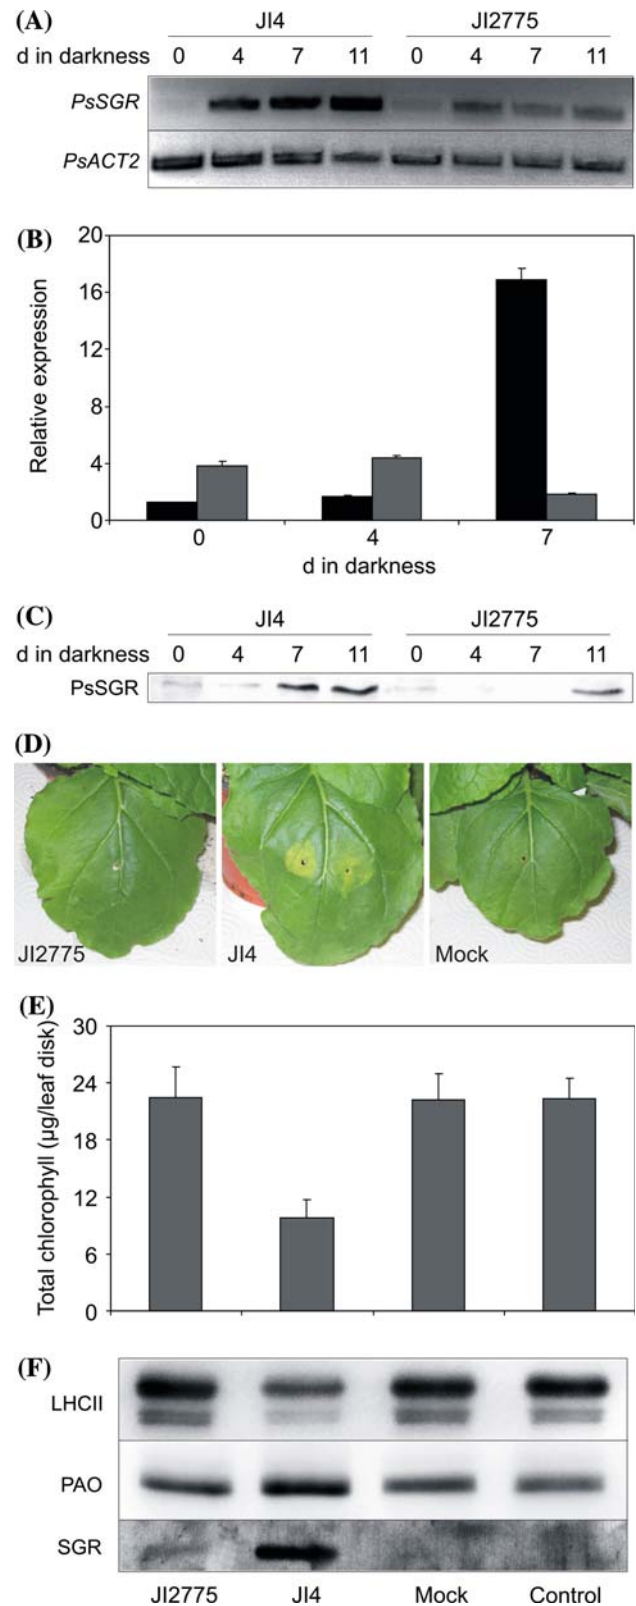 (A)
JI4 JI2775
d in darkness 0 4 7 11 0 4 7 11
PsSGR
PsACT2
(B)
20
16
12
8
4
0
Relative expression
0 4 7
d in darkness
(C)
JI4 JI2775
d in darkness 0 4 7 11 0 4 7 11
PsSGR
(D)
JI2775 JI4 Mock
(E)
30
24
18
12
6
0
Total chlorophyll (µg/leaf disk)
(F)
LHCII
PAO
SGR
JI2775 JI4 Mock Control